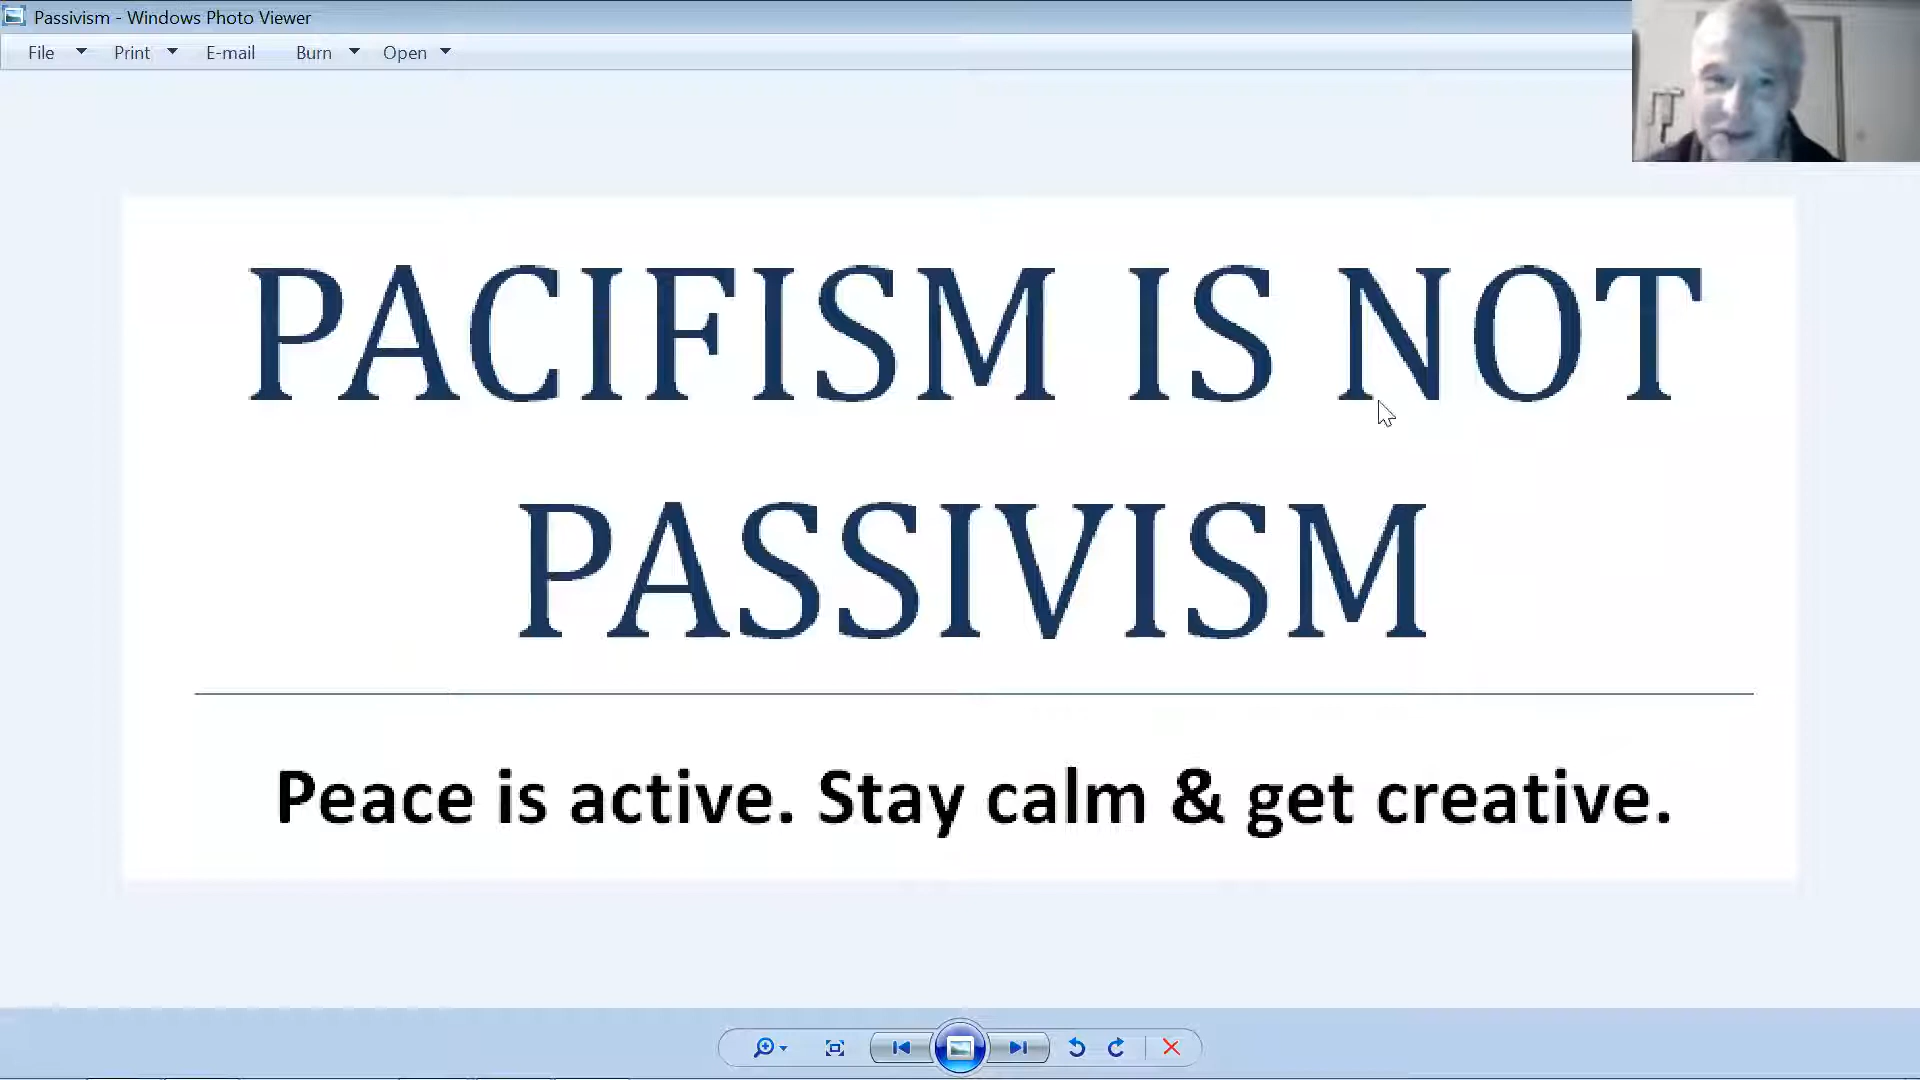 Passivism - Windows Photo Viewer
File Print E-mail Burn Open
PACIFISM IS NOT
PASSIVISM
Peace is active. Stay calm & get creative.